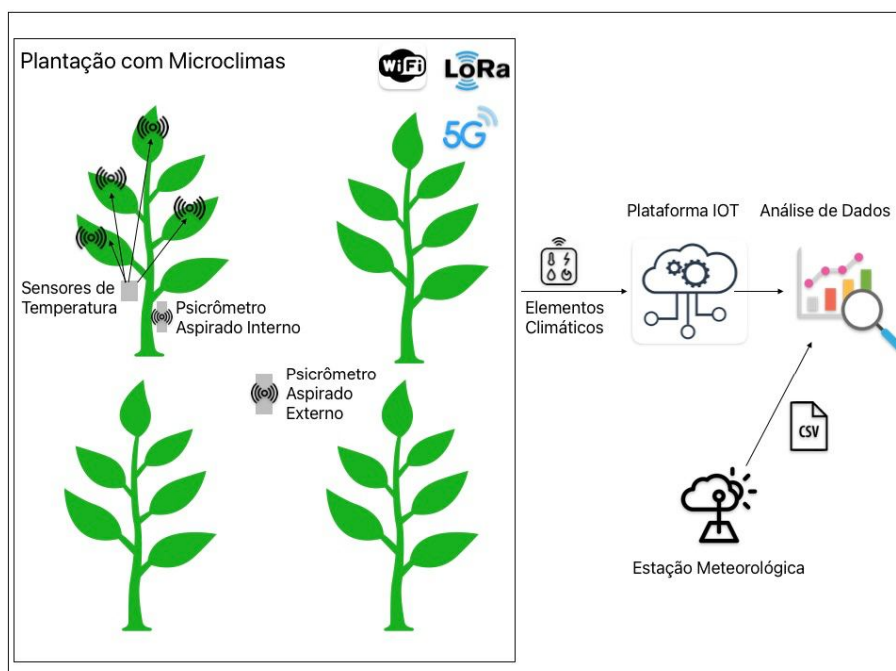 Plantação com Microclimas
WiFi
LoRa
5G
Sensores de
Temperatura
Psicrômetro
Aspirado Interno
Psicrômetro
Aspirado
Externo
Elementos
Climáticos
Plataforma IOT
Análise de Dados
CSV
Estação Meteorológica